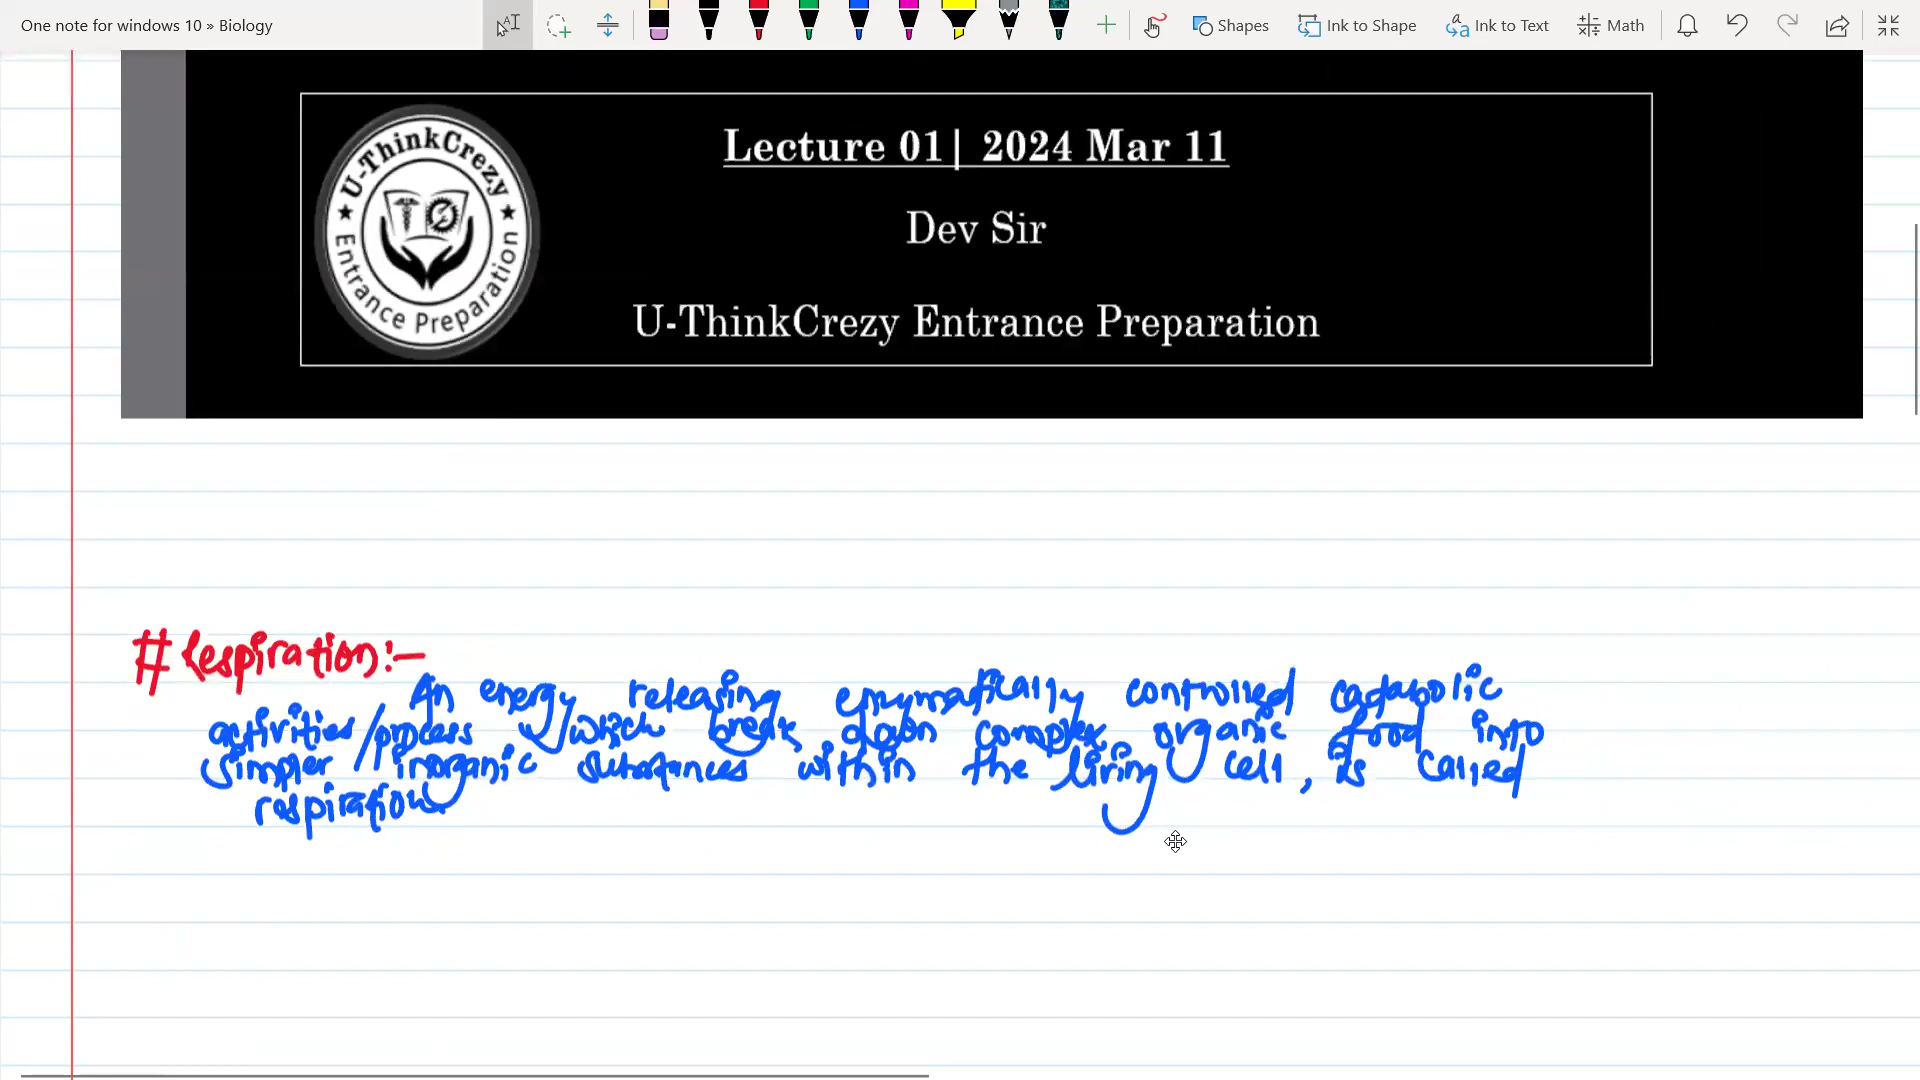 One note for windows 10 » Biology
Shapes
Ink to Shape
Ink to Text
Math
U-ThinkCrezy
Entrance Preparation
Lecture 01| 2024 Mar 11
Dev Sir
U-ThinkCrezy Entrance Preparation
# Respiration:-
An energy releasing enzymatically controlled catabolic
activities/process which break down complex organic food into
simpler / inorganic substances within the living cell, is called
respiration.